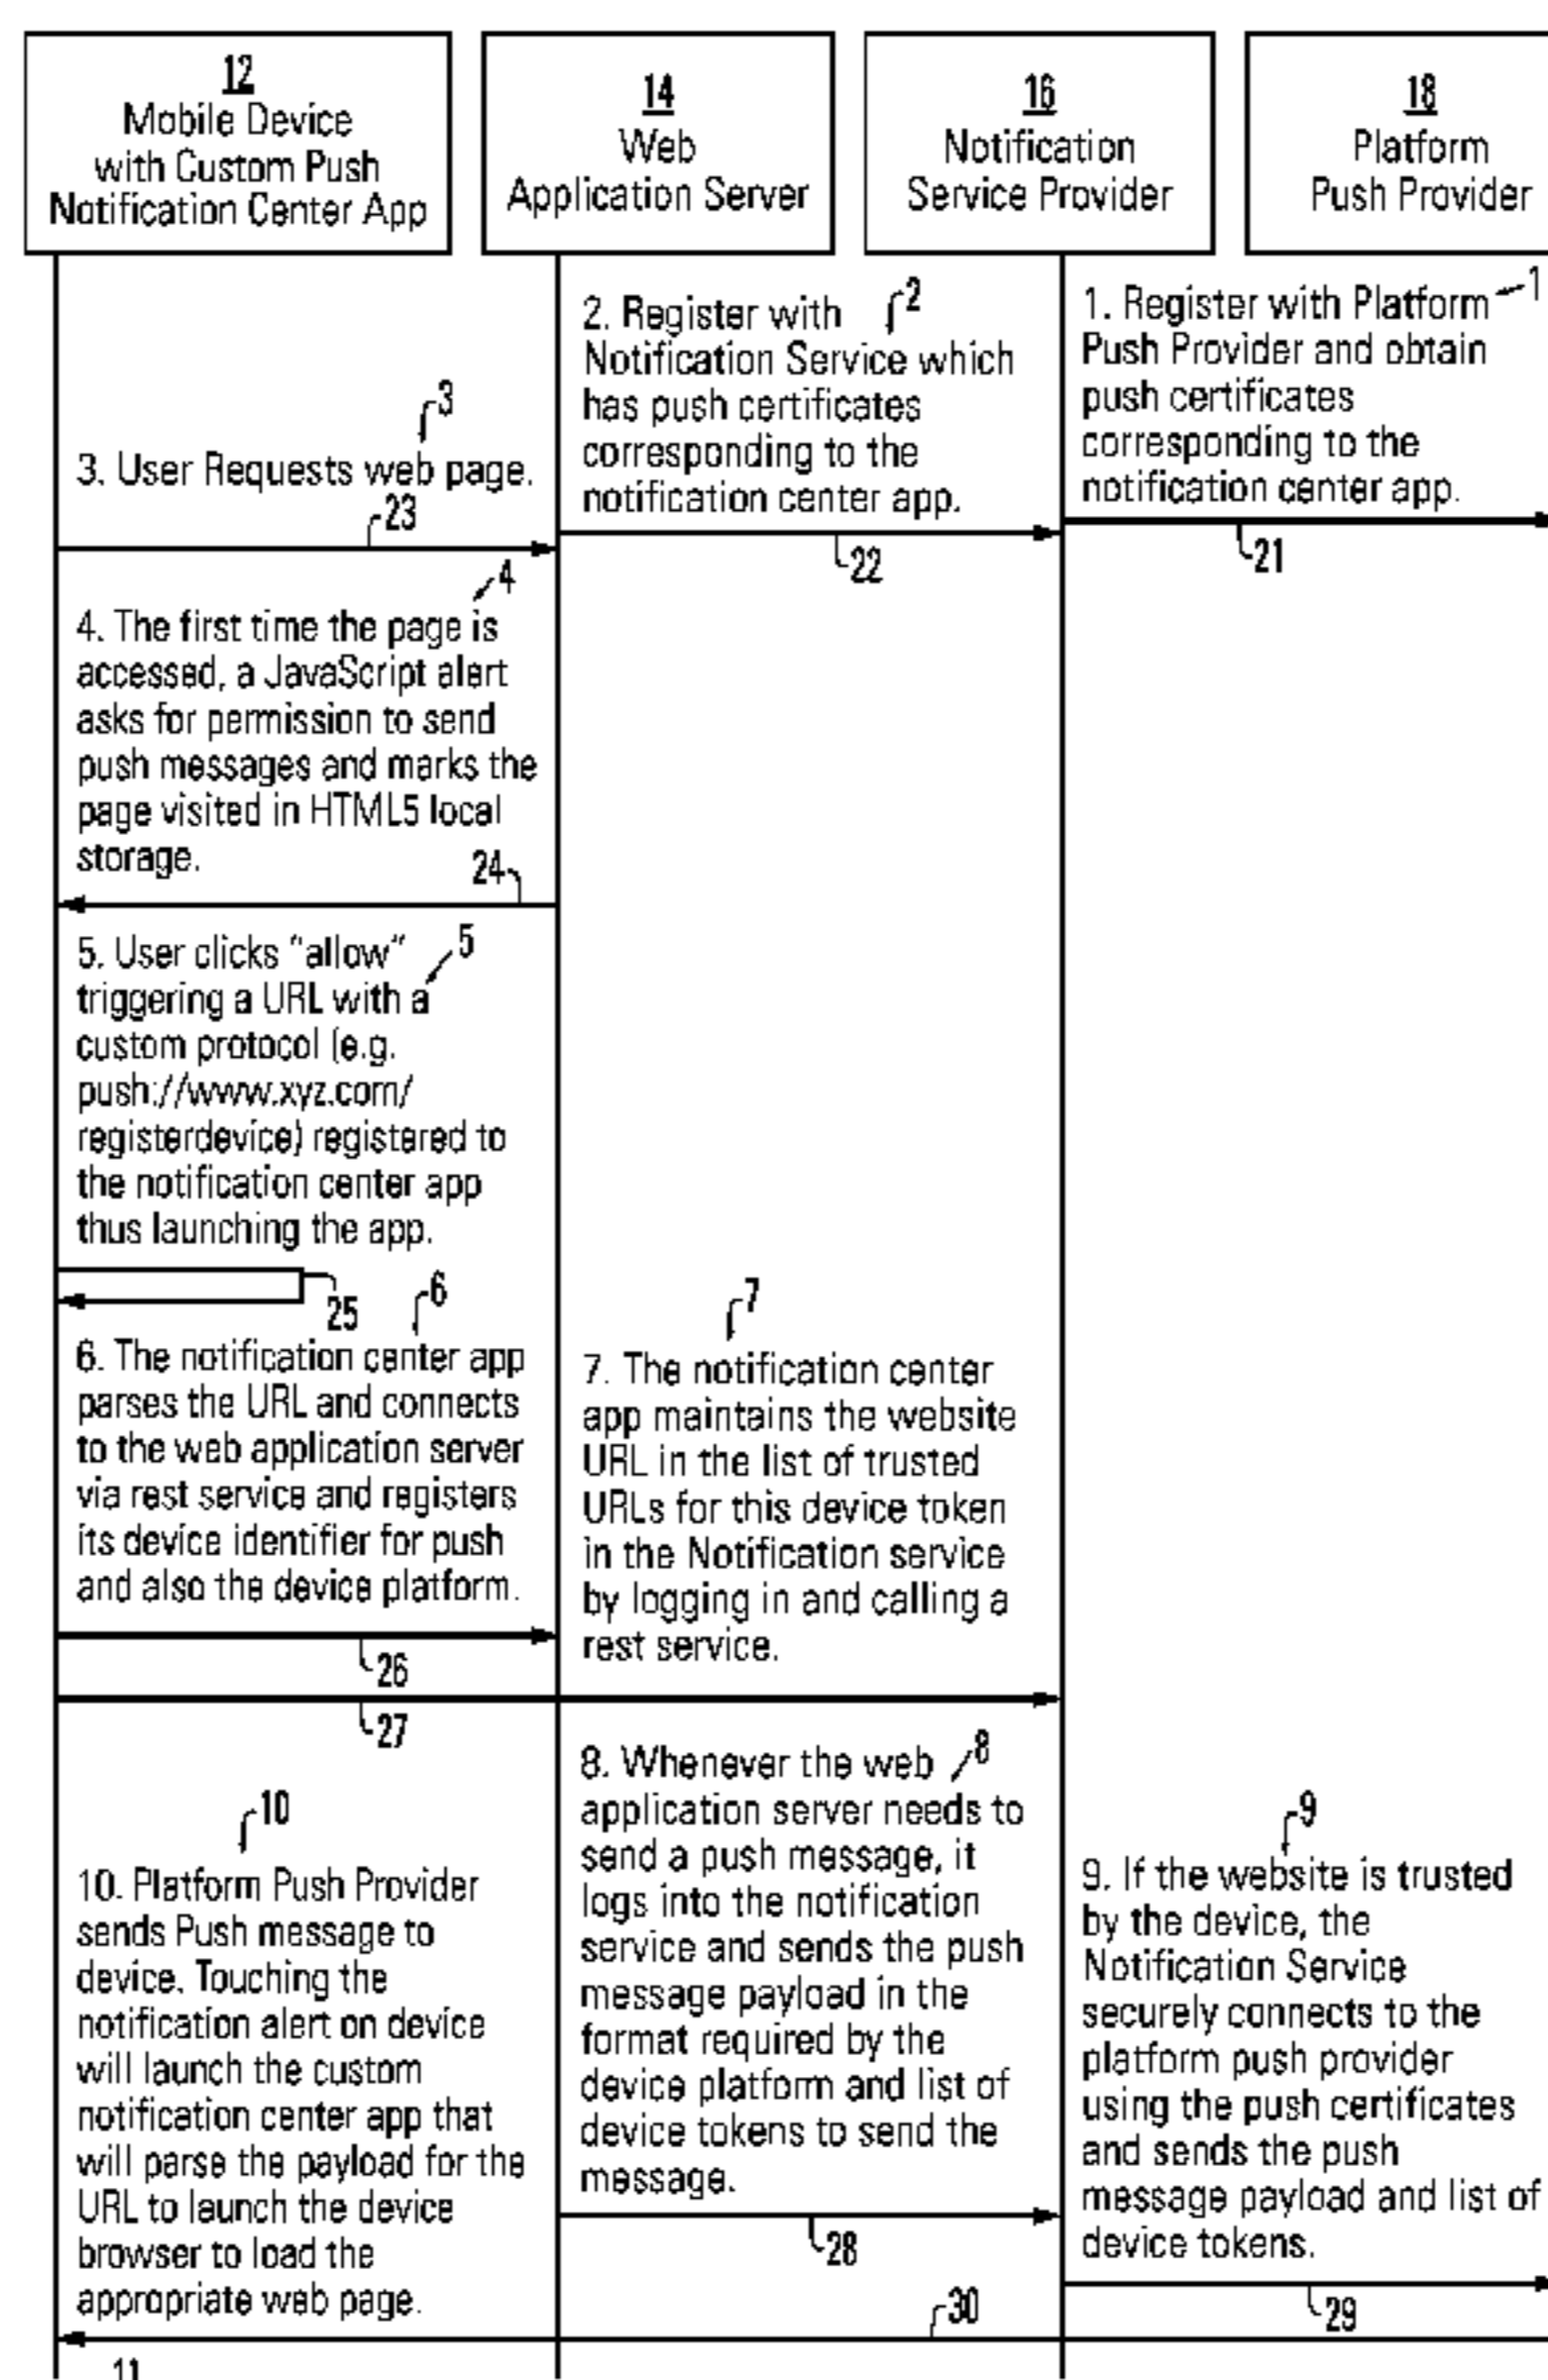 12
Mobile Device
with Custom Push
Notification Center App
14
Web
Application Server
16
Notification
Service Provider
18
Platform
Push Provider
2
2. Register with
Notification Service which
has push certificates
corresponding to the
notification center app.
22
1
1. Register with Platform
Push Provider and obtain
push certificates
corresponding to the
notification center app.
21
3
3. User Requests web page.
23
4
4. The first time the page is
accessed, a JavaScript alert
asks for permission to send
push messages and marks the
page visited in HTML5 local
storage.
24
5. User clicks “allow”
5
triggering a URL with a
custom protocol (e.g.
push://www.xyz.com/
registerdevice) registered to
the notification center app
thus launching the app.
25
6
6. The notification center app
parses the URL and connects
to the web application server
via rest service and registers
its device identifier for push
and also the device platform.
26
27
7
7. The notification center
app maintains the website
URL in the list of trusted
URLs for this device token
in the Notification service
by logging in and calling a
rest service.
8. Whenever the web
8
application server needs to
send a push message, it
logs into the notification
service and sends the push
message payload in the
format required by the
device platform and list of
device tokens to send the
message.
28
9
9. If the website is trusted
by the device, the
Notification Service
securely connects to the
platform push provider
using the push certificates
and sends the push
message payload and list of
device tokens.
29
10
10. Platform Push Provider
sends Push message to
device. Touching the
notification alert on device
will launch the custom
notification center app that
will parse the payload for the
URL to launch the device
browser to load the
appropriate web page.
30
11